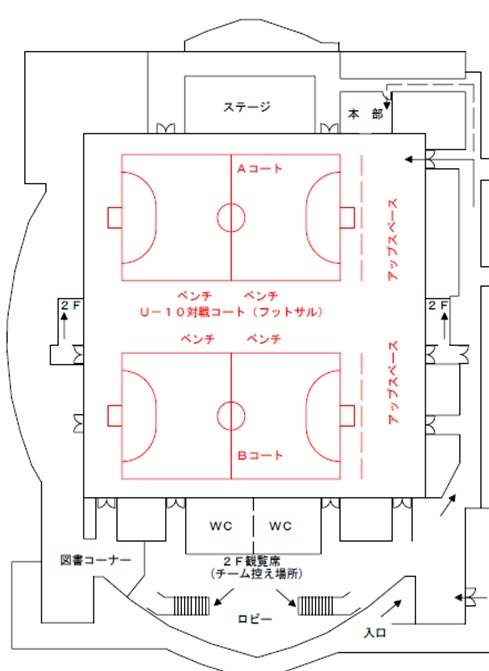 ステージ
本　部
Aコート
アップスペース
ベンチ　ベンチ
U－10対戦コート（フットサル）
2F
2F
ベンチ　ベンチ
アップスペース
Bコート
WC
WC
図書コーナー
2F観覧席
（チーム控え場所）
ロビー
入口